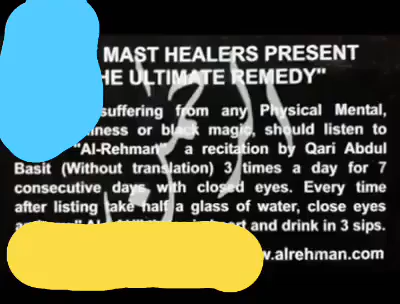 MAST HEALERS PRESENT
HE ULTIMATE REMEDY"
suffering from any Physical Mental,
ness or black magic, should listen to
"Al-Rehman" a recitation by Qari Abdul
Basit (Without translation) 3 times a day for 7
consecutive days with closed eyes. Every time
after listing take half a glass of water, close eyes
and drink in 3 sips.
w.alrehman.com